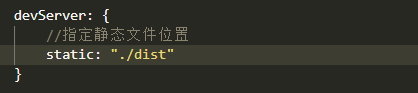 devServer: {
    //指定静态文件位置
    static: "./dist"
}